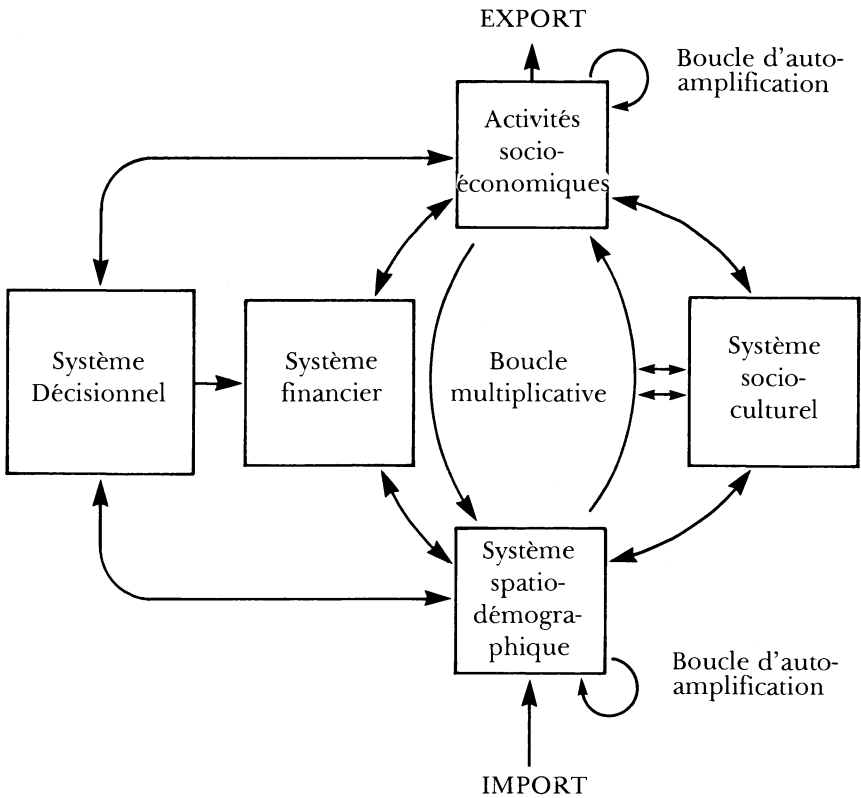 EXPORT
Boucle d'auto-
amplification
Activités
socio-
économiques
Système
Décisionnel
Système
financier
Boucle
multiplicative
Système
socio-
culturel
Système
spatio-
démogra-
phique
Boucle d'auto-
amplification
IMPORT